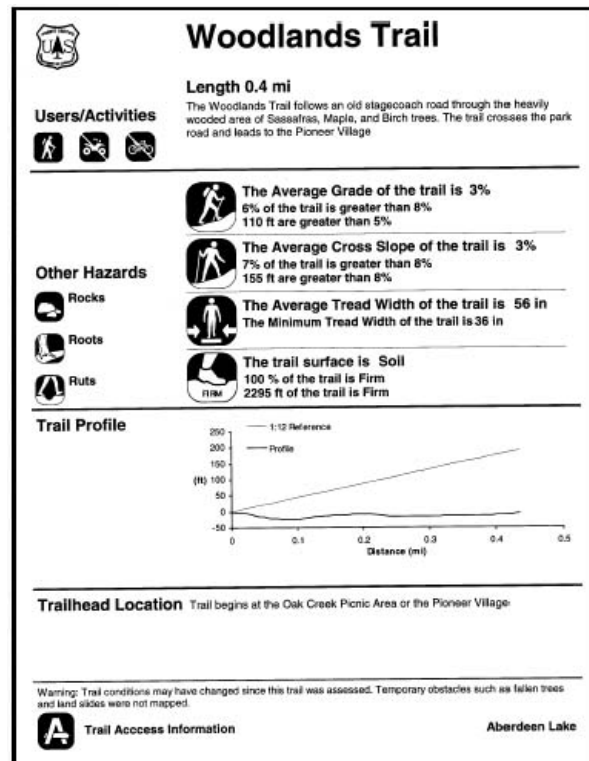 Woodlands Trail
Length 0.4 mi
The Woodlands Trail follows an old stagecoach road through the heavily
wooded area of Sassafras, Maple, and Birch trees. The trail crosses the park
road and leads to the Pioneer Village
U S
Users/Activities
The Average Grade of the trail is 3%
6% of the trail is greater than 8%
110 ft are greater than 5%
The Average Cross Slope of the trail is 3%
7% of the trail is greater than 8%
155 ft are greater than 8%
Other Hazards
Rocks
Roots
Ruts
The Average Tread Width of the trail is 56 in
The Minimum Tread Width of the trail is 36 in
The trail surface is Soil
100 % of the trail is Firm
2295 ft of the trail is Firm
FIRM
Trail Profile
1:12 Reference
Profile
(ft)
250
200
150
100
50
0
-50
0 0.1 0.2 0.3 0.4 0.5
Distance (mi)
Trailhead Location Trail begins at the Oak Creek Picnic Area or the Pioneer Village
Warning: Trail conditions may have changed since this trail was assessed. Temporary obstacles such as fallen trees
and land slides were not mapped.
Trail Acccess Information
Aberdeen Lake